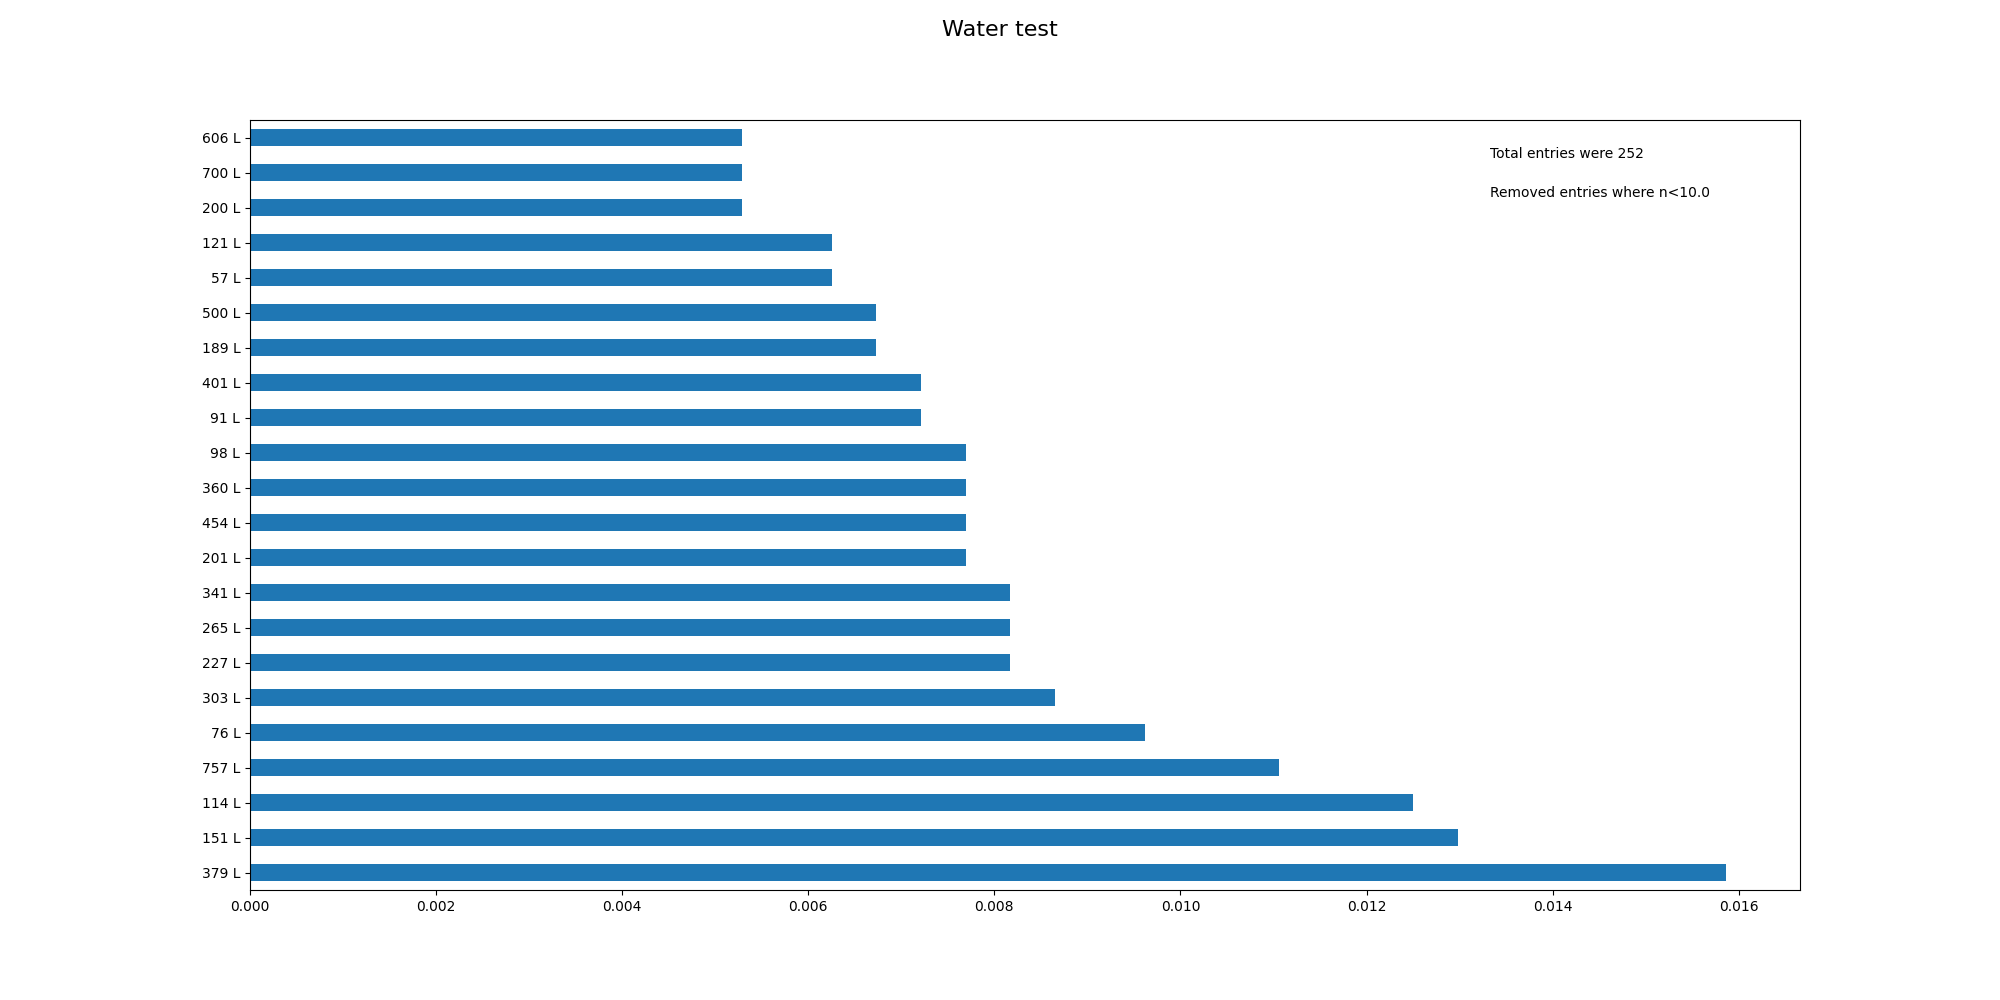 Water test
606 L
700 L
200 L
121 L
57 L
500 L
189 L
401 L
91 L
98 L
360 L
454 L
201 L
341 L
265 L
227 L
303 L
76 L
757 L
114 L
151 L
379 L
Total entries were 252
Removed entries where n<10.0
0.000 0.002 0.004 0.006 0.008 0.010 0.012 0.014 0.016